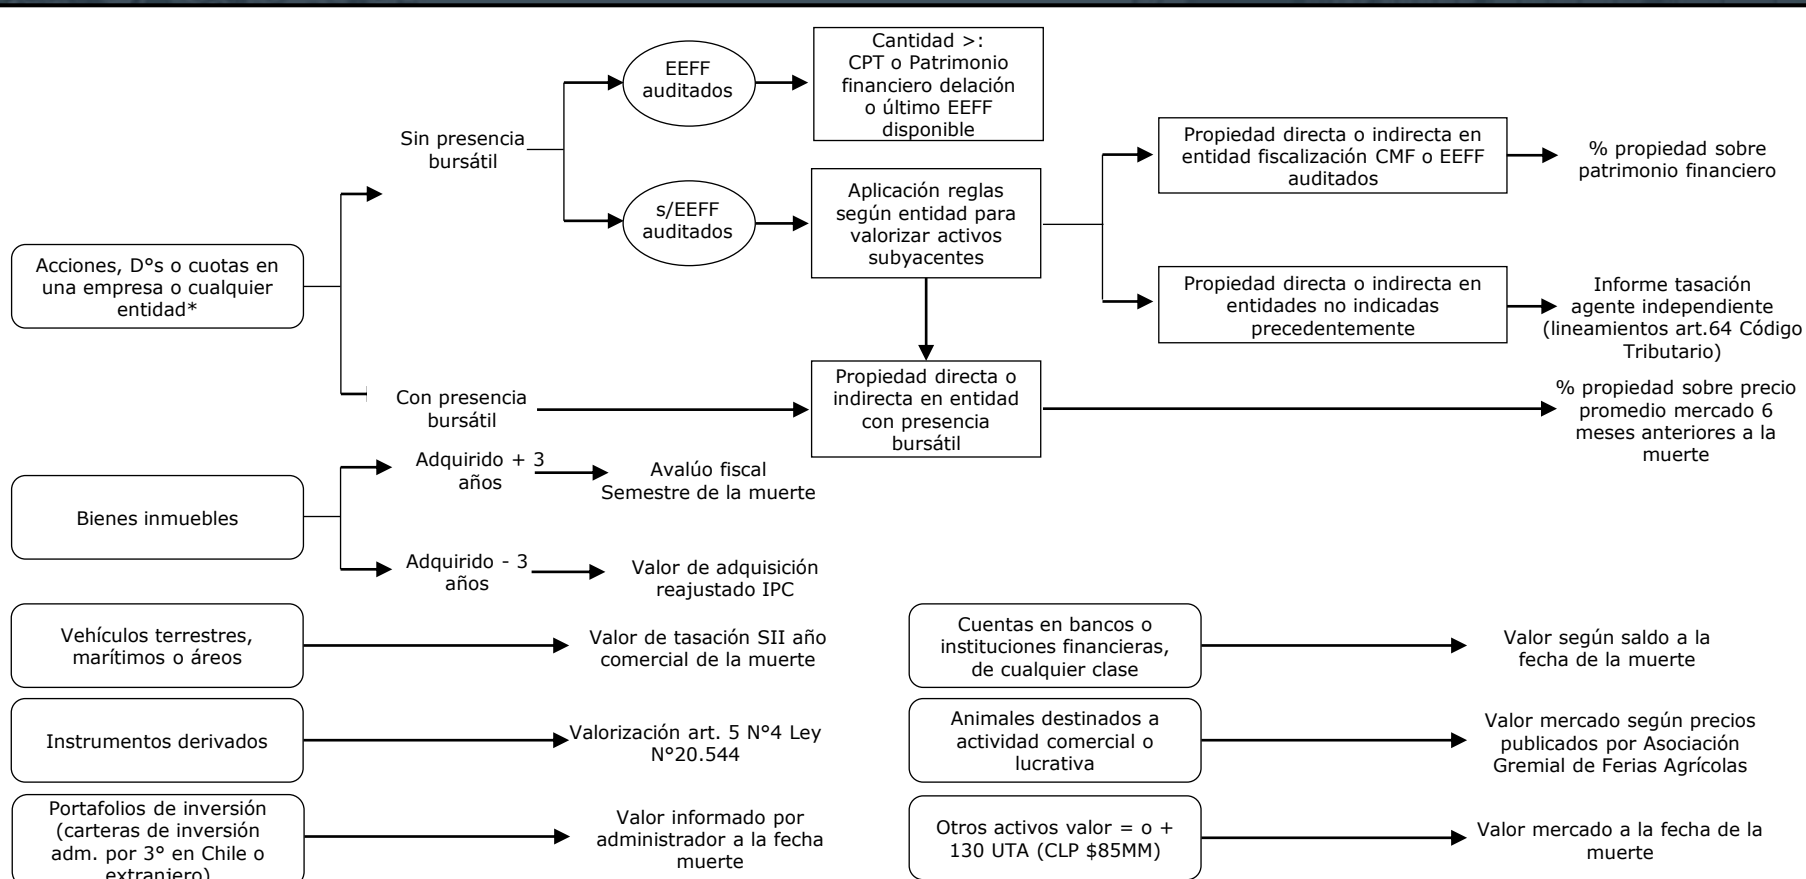 EEFF
auditados
Cantidad >:
CPT o Patrimonio
financiero delación
o último EEFF
disponible
Sin presencia
bursátil
s/EEFF
auditados
Aplicación reglas
según entidad para
valorizar activos
subyacentes
Propiedad directa o indirecta en
entidad fiscalización CMF o EEFF
auditados
% propiedad sobre
patrimonio financiero
Acciones, D°s o cuotas en
una empresa o cualquier
entidad*
Propiedad directa o indirecta en
entidades no indicadas
precedentemente
Informe tasación
agente independiente
(lineamientos art.64 Código
Tributario)
Con presencia
bursátil
Propiedad directa o
indirecta en entidad
con presencia
bursátil
% propiedad sobre precio
promedio mercado 6
meses anteriores a la
muerte
Bienes inmuebles
Adquirido + 3
años
Avalúo fiscal
Semestre de la muerte
Adquirido - 3
años
Valor de adquisición
reajustado IPC
Vehículos terrestres,
marítimos o áreos
Valor de tasación SII año
comercial de la muerte
Cuentas en bancos o
instituciones financieras,
de cualquier clase
Valor según saldo a la
fecha de la muerte
Instrumentos derivados
Valorización art. 5 N°4 Ley
N°20.544
Animales destinados a
actividad comercial o
lucrativa
Valor mercado según precios
publicados por Asociación
Gremial de Ferias Agrícolas
Portafolios de inversión
(carteras de inversión
adm. por 3° en Chile o
extranjero)
Valor informado por
administrador a la fecha
muerte
Otros activos valor = o +
130 UTA (CLP $85MM)
Valor mercado a la fecha de la
muerte